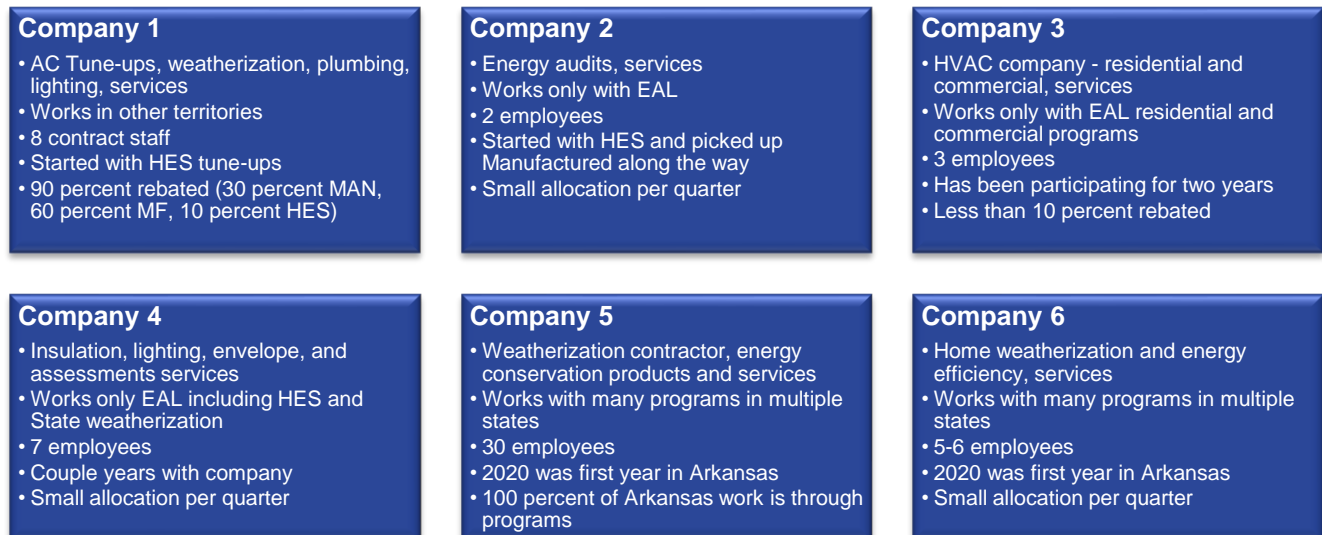 Company 1
• AC Tune-ups, weatherization, plumbing,
lighting, services
• Works in other territories
• 8 contract staff
• Started with HES tune-ups
• 90 percent rebated (30 percent MAN,
60 percent MF, 10 percent HES)
Company 2
• Energy audits, services
• Works only with EAL
• 2 employees
• Started with HES and picked up
Manufactured along the way
• Small allocation per quarter
Company 3
• HVAC company - residential and
commercial, services
• Works only with EAL residential and
commercial programs
• 3 employees
• Has been participating for two years
• Less than 10 percent rebated
Company 4
• Insulation, lighting, envelope, and
assessments services
• Works only EAL including HES and
State weatherization
• 7 employees
• Couple years with company
• Small allocation per quarter
Company 5
• Weatherization contractor, energy
conservation products and services
• Works with many programs in multiple
states
• 30 employees
• 2020 was first year in Arkansas
• 100 percent of Arkansas work is through
programs
Company 6
• Home weatherization and energy
efficiency, services
• Works with many programs in multiple
states
• 5-6 employees
• 2020 was first year in Arkansas
• Small allocation per quarter